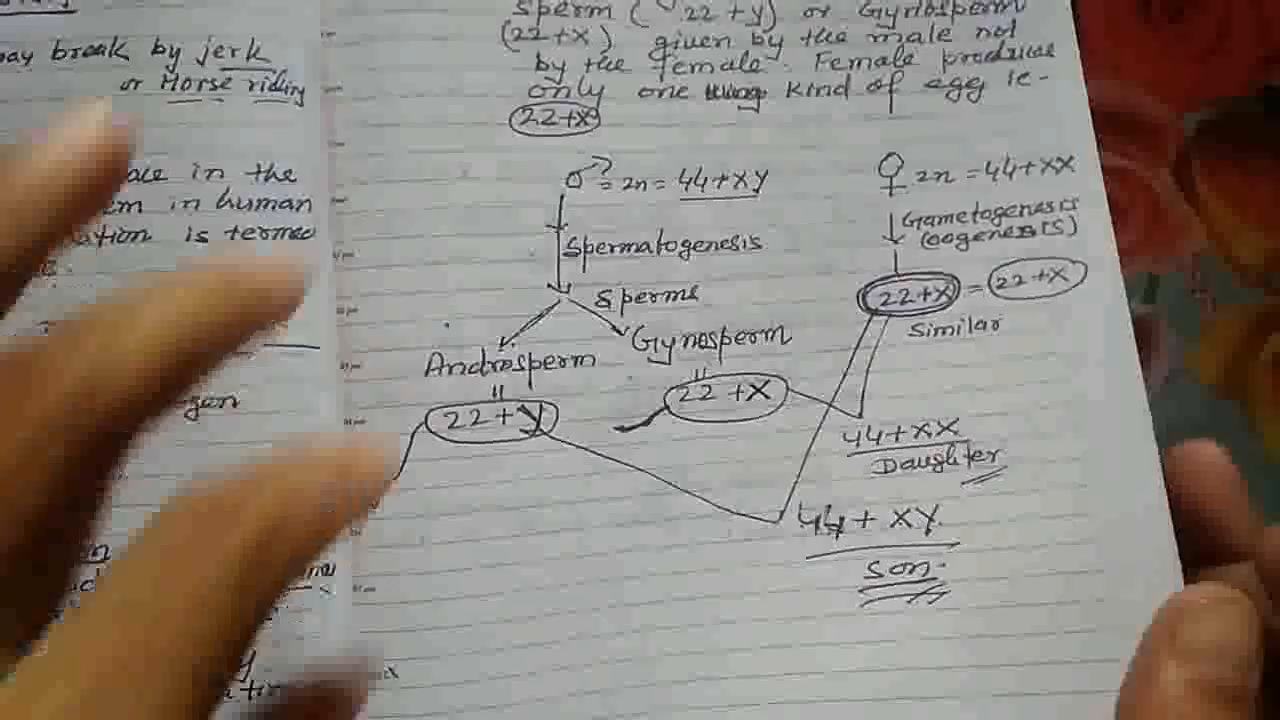 may break by jerk
or Horse riding
in the
in human
is termed
sperm (22+y) or Gynosperm
(22+x) given by the male not
by the female. Female produces
only one kind of egg ie-
22+x
♂ = 2n = 44+xy
Spermatogenesis
Sperms
Androsperm
Gynosperm
=
22+y
=
22+x
♀ 2n = 44+xx
Gametogenesis
(oogenesis)
22+x = 22+x
Similar
44+xx
Daughter
44+xy
son.